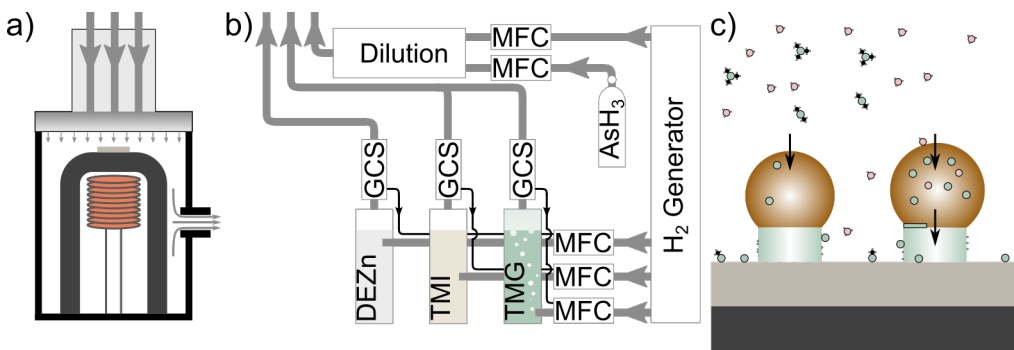 a)
b)
c)
Dilution
MFC
MFC
AsH3
H2 Generator
GCS
GCS
GCS
DEZn
TMI
TMG
MFC
MFC
MFC